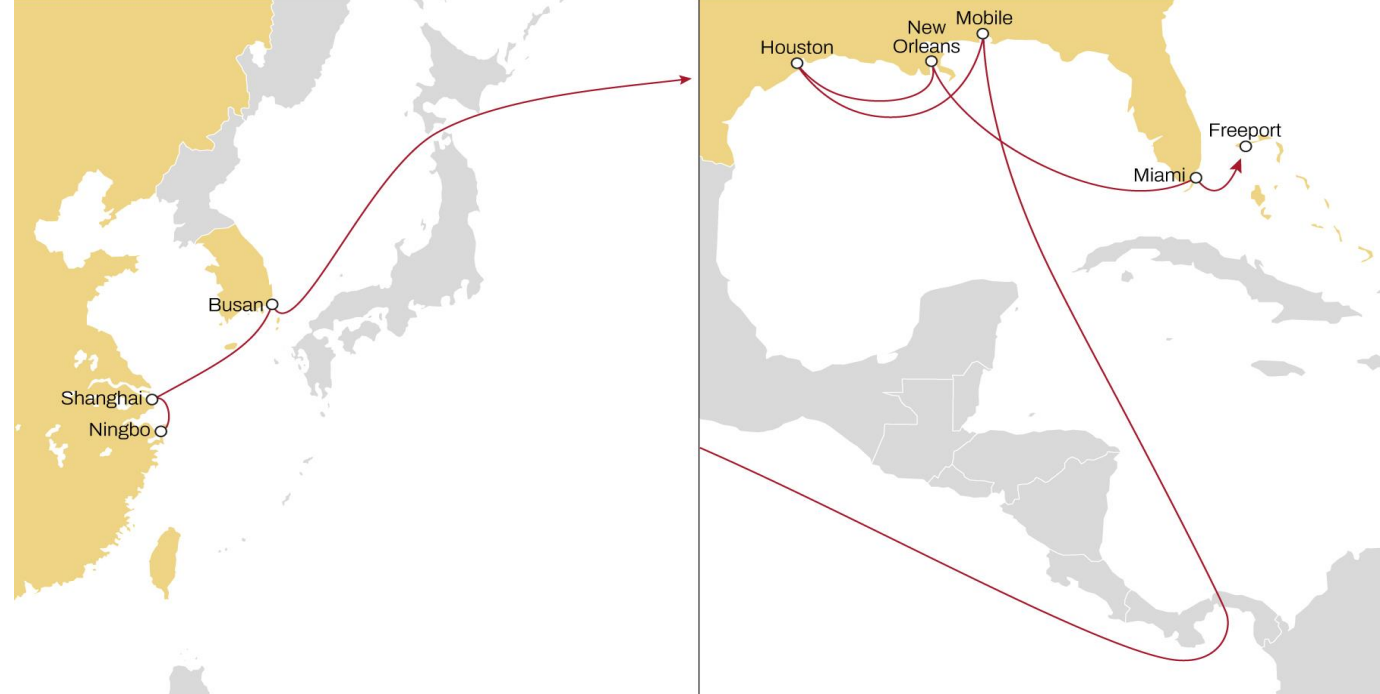 Busan
Shanghai
Ningbo
Houston
New
Orleans
Mobile
Miami
Freeport